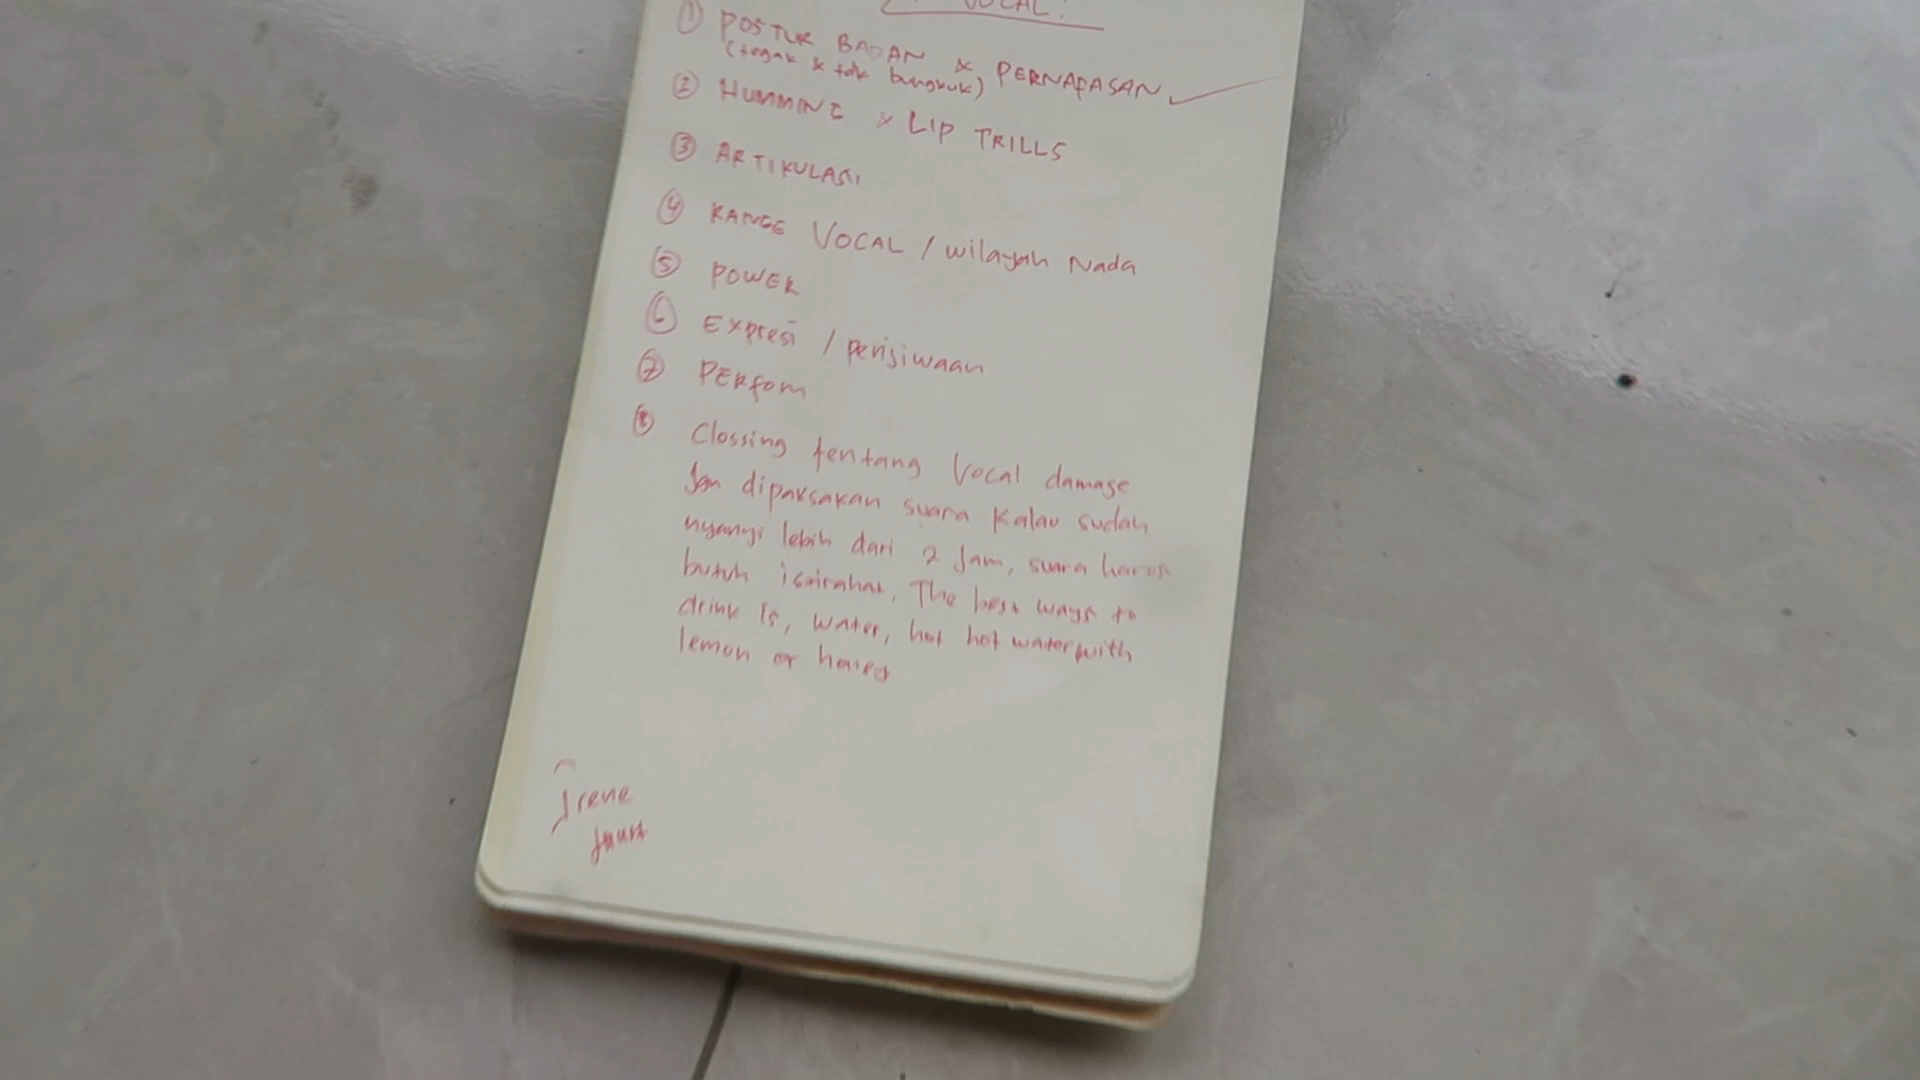 VOCAL:
① POSTUR BADAN & PERNAPASAN
(tegak & tdk bungkuk)
② HUMMING & LIP TRILLS
③ ARTIKULASI
④ RANGE VOCAL / wilayah Nada
⑤ POWER
⑥ Expresi / penjiwaan
⑦ PERfom
⑧ Clossing tentang Vocal damage
Jgn dipaksakan suara Kalau sudah
nyanyi lebih dari 2 Jam, suara harus
butuh istirahat, The best ways to
drink is, water, hot hot water with
lemon or honey
Irene